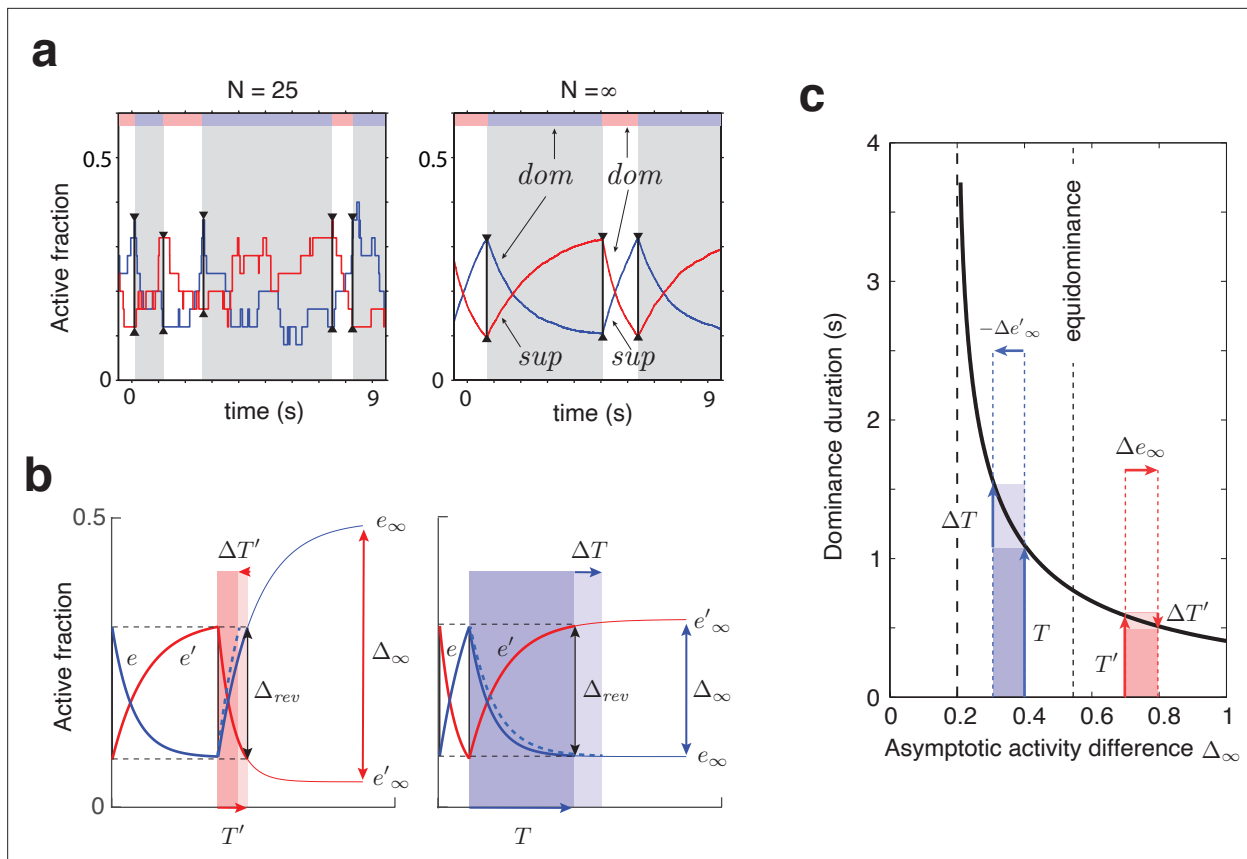 a
N = 25
N = ∞
0.5
0
Active fraction
0
9
time (s)
0.5
0
0
9
time (s)
dom
dom
sup
sup
b
0.5
0
Active fraction
e
e′
ΔT′
Δrev
e∞
Δ∞
e′∞
T′
e
e′
ΔT
Δrev
e′∞
Δ∞
e∞
T
c
4
3
2
1
0
Dominance duration (s)
0
0.2
0.4
0.6
0.8
1
Asymptotic activity difference Δ∞
equidominance
−Δe′∞
Δe∞
ΔT
T
T′
ΔT′